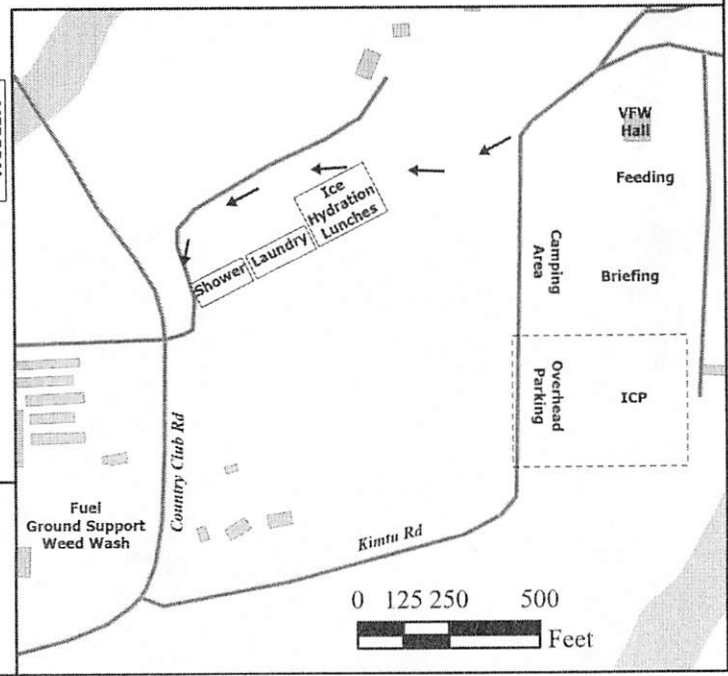 VFW
Hall
Feeding
Ice
Hydration
Lunches
Laundry
Shower
Camping
Area
Briefing
Overhead
Parking
ICP
Country Club Rd
Fuel
Ground Support
Weed Wash
Kimtu Rd
0 125 250 500
Feet